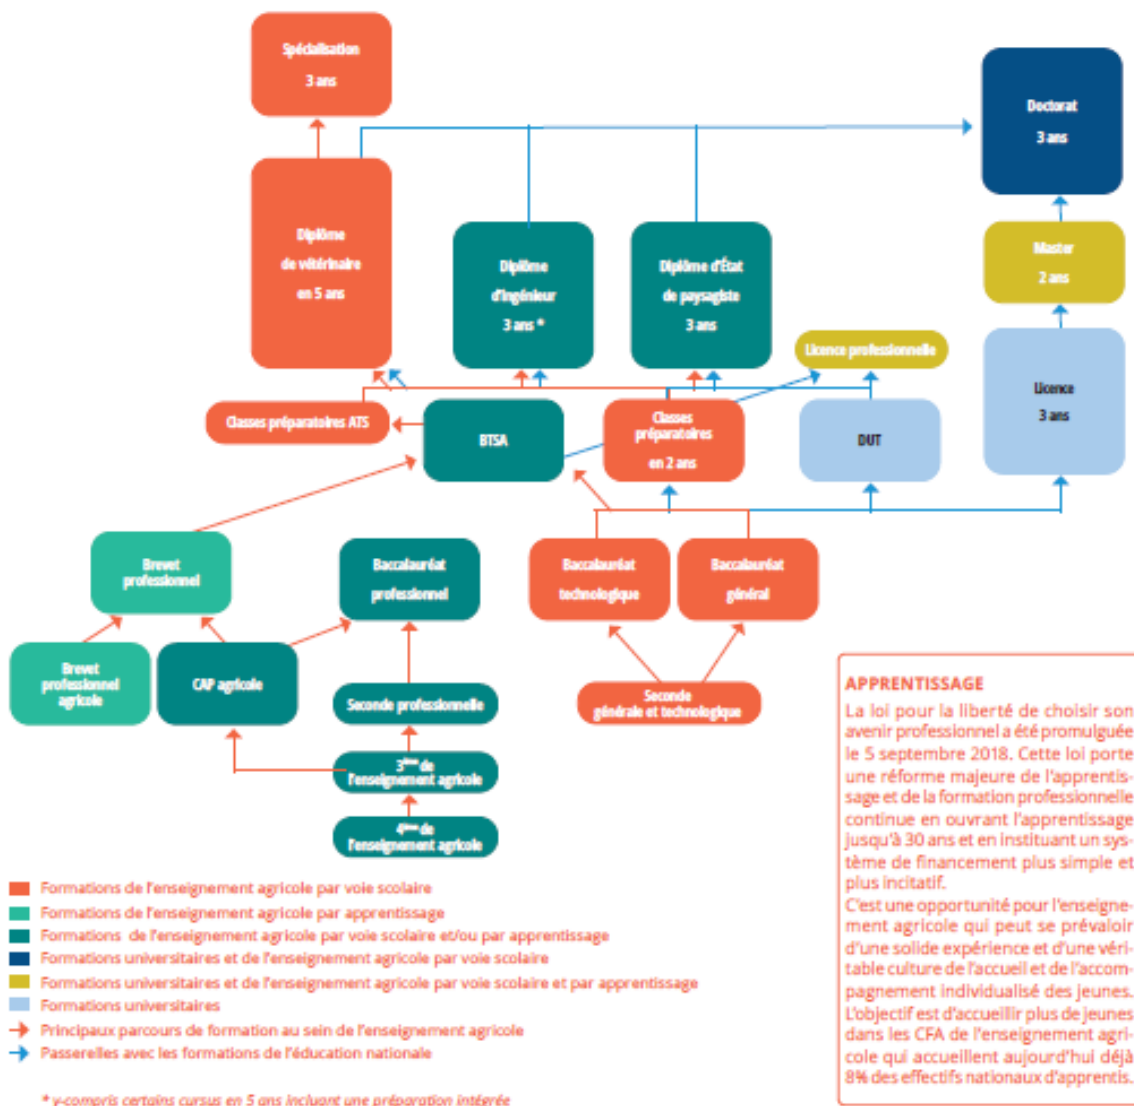 Spécialisation
3 ans
Doctorat
3 ans
Diplôme
de vétérinaire
en 5 ans
Diplôme
d'ingénieur
3 ans *
Diplôme d'État
de paysagiste
3 ans
Master
2 ans
Licence professionnelle
Licence
3 ans
Classes préparatoires ATS
BTSA
Classes
préparatoires
en 2 ans
DUT
Brevet
professionnel
Baccalauréat
professionnel
Baccalauréat
technologique
Baccalauréat
général
Brevet
professionnel
agricole
CAP agricole
Seconde professionnelle
Seconde
générale et technologique
3ème de
l'enseignement agricole
4ème de
l'enseignement agricole
Formations de l'enseignement agricole par voie scolaire
Formations de l'enseignement agricole par apprentissage
Formations de l'enseignement agricole par voie scolaire et/ou par apprentissage
Formations universitaires et de l'enseignement agricole par voie scolaire
Formations universitaires et de l'enseignement agricole par voie scolaire et par apprentissage
Formations universitaires
Principaux parcours de formation au sein de l'enseignement agricole
Passerelles avec les formations de l'éducation nationale
* y-compris certains cursus en 5 ans incluant une préparation intégrée
APPRENTISSAGE
La loi pour la liberté de choisir son
avenir professionnel a été promulguée
le 5 septembre 2018. Cette loi porte
une réforme majeure de l'apprentis-
sage et de la formation professionnelle
continue en ouvrant l'apprentissage
jusqu'à 30 ans et en instituant un sys-
tème de financement plus simple et
plus incitatif.
C'est une opportunité pour l'enseigne-
ment agricole qui peut se prévaloir
d'une solide expérience et d'une véri-
table culture de l'accueil et de l'accom-
pagnement individualisé des jeunes.
L'objectif est d'accueillir plus de jeunes
dans les CFA de l'enseignement agri-
cole qui accueillent aujourd'hui déjà
8% des effectifs nationaux d'apprentis.